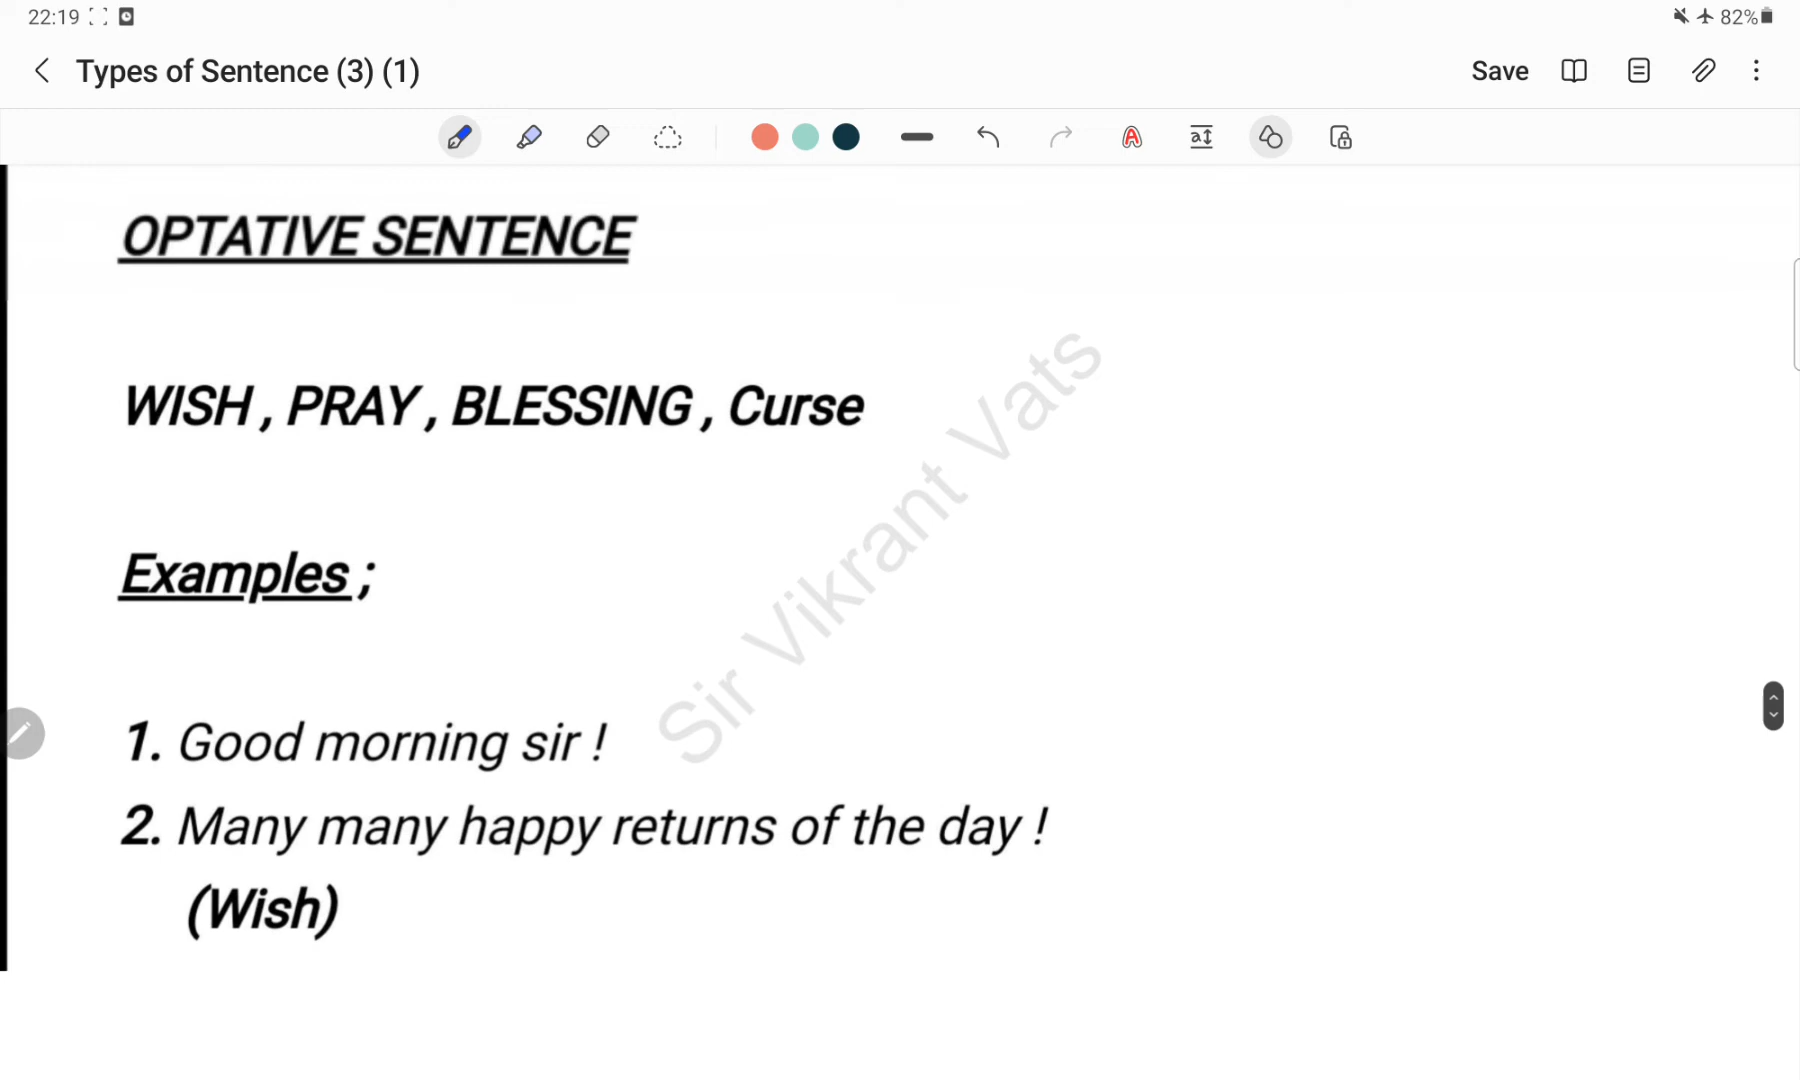 22:19
82%
Types of Sentence (3) (1)
Save
OPTATIVE SENTENCE
WISH , PRAY , BLESSING , Curse
Examples ;
1. Good morning sir !
2. Many many happy returns of the day !
(Wish)
Sir Vikrant Vats